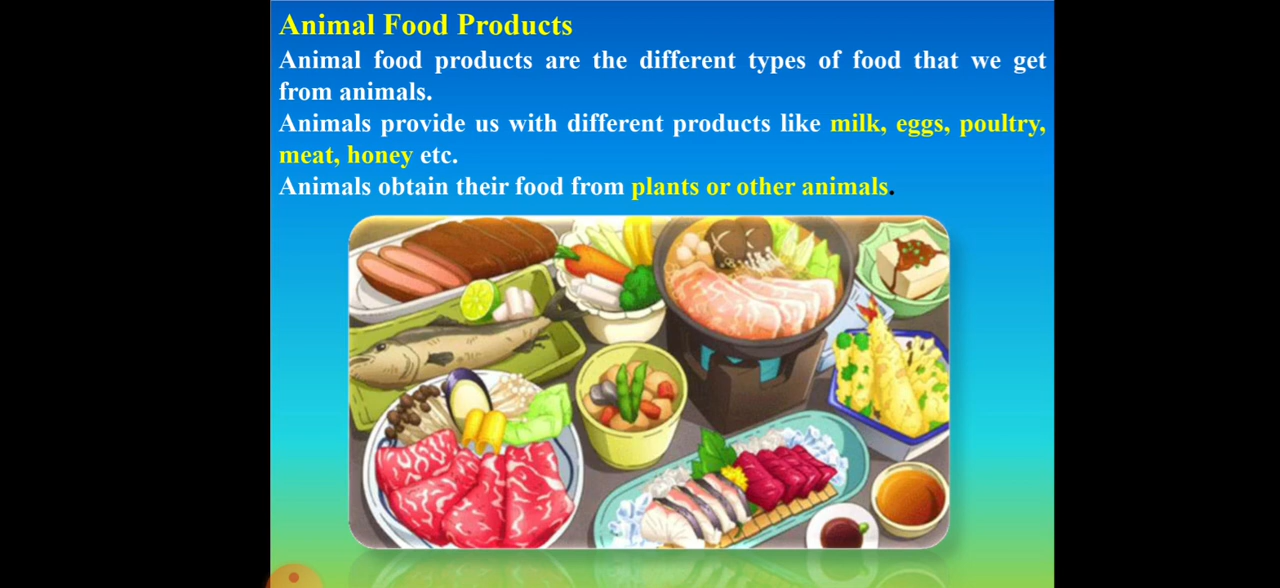 Animal Food Products
Animal food products are the different types of food that we get
from animals.
Animals provide us with different products like milk, eggs, poultry,
meat, honey etc.
Animals obtain their food from plants or other animals.